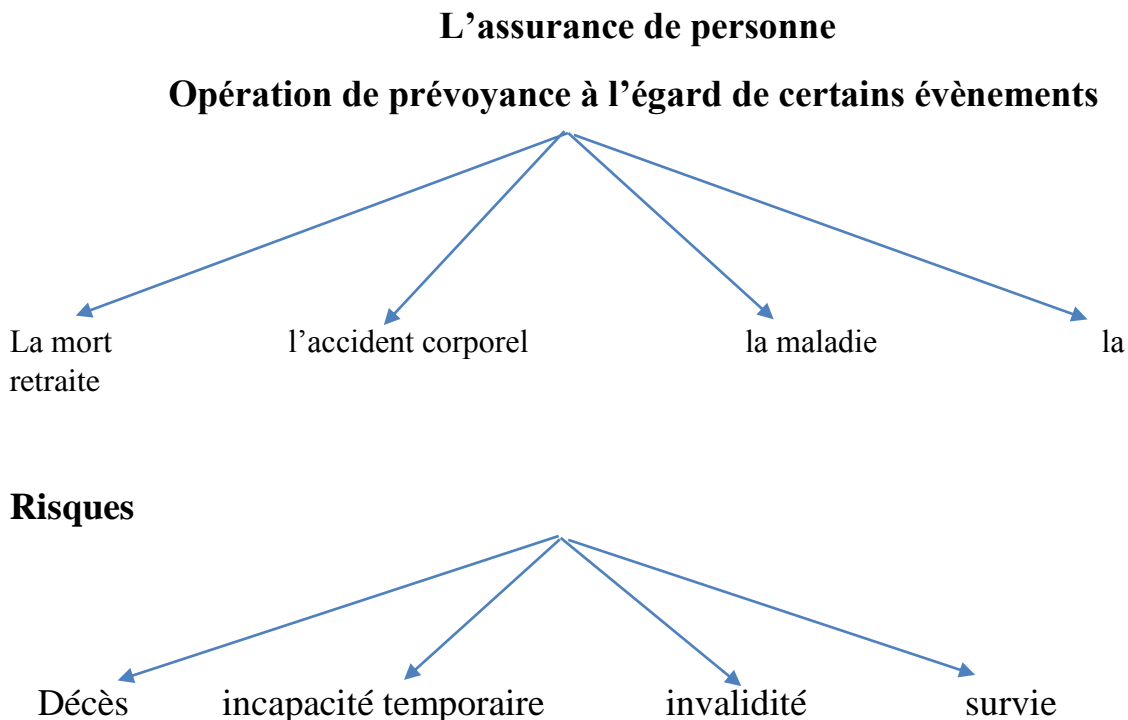 L’assurance de personne
Opération de prévoyance à l’égard de certains évènements
La mort l’accident corporel la maladie la
retraite
Risques
Décès incapacité temporaire invalidité survie